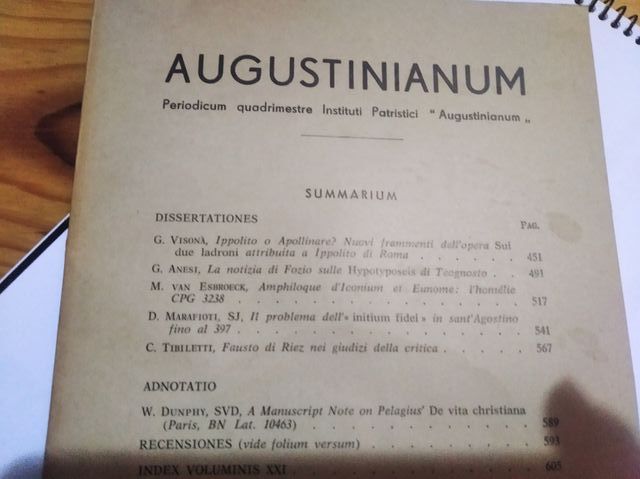 AUGUSTINIANUM
Periodicum quadrimestre Instituti Patristici " Augustinianum „
SUMMARIUM
DISSERTATIONES
PAG.
G. VISONÀ, Ippolito o Apollinare? Nuovi frammenti dell'opera Sui
due ladroni attribuita a Ippolito di Roma . . . . . . 451
G. ANESI, La notizia di Fozio sulle Hypotyposeis di Teognosto . . 491
M. VAN ESBROECK, Amphiloque d'Iconium et Eunome: l'homélie
CPG 3238 . . . . . . . . . . . . . . . 517
D. MARAFIOTI, SJ, Il problema dell'« initium fidei » in sant'Agostino
fino al 397 . . . . . . . . . . . . . . . 541
C. TIBILETTI, Fausto di Riez nei giudizi della critica . . . . . 567
ADNOTATIO
W. DUNPHY, SVD, A Manuscript Note on Pelagius' De vita christiana
(Paris, BN Lat. 10463) . . . . . . . . . . . . 589
RECENSIONES (vide folium versum) . . . . . . . . . 593
INDEX VOLUMINIS XXI . . . . . . . . . . . . 605